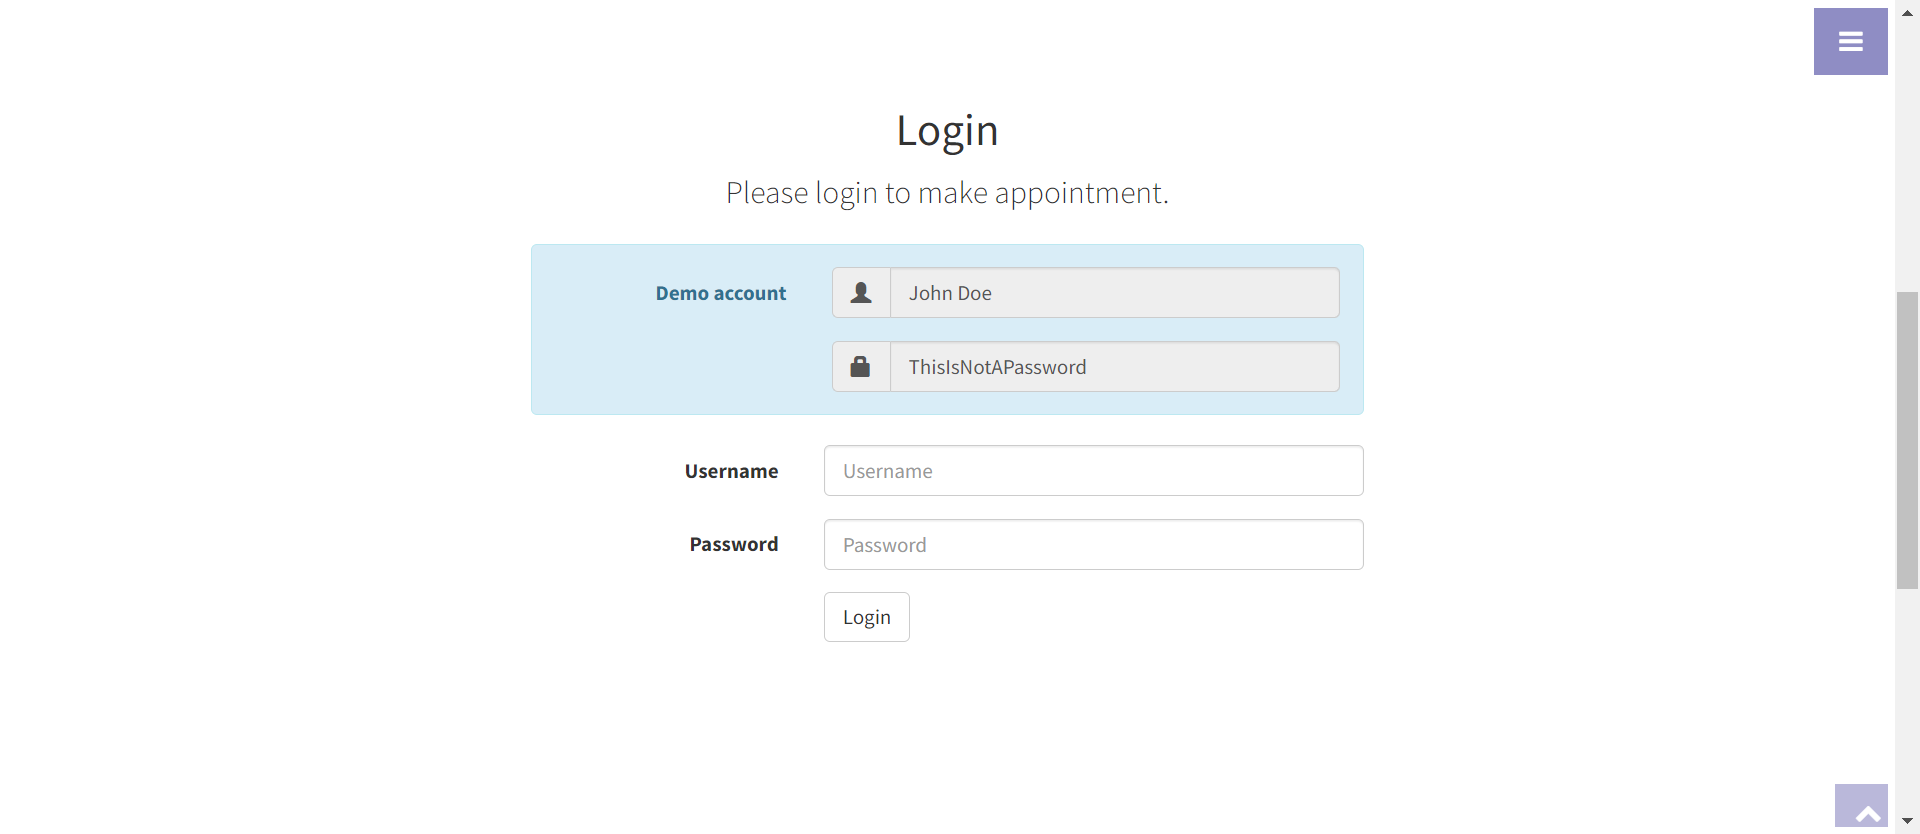 Login
Please login to make appointment.
Demo account
John Doe
ThisIsNotAPassword
Username
Username
Password
Password
Login